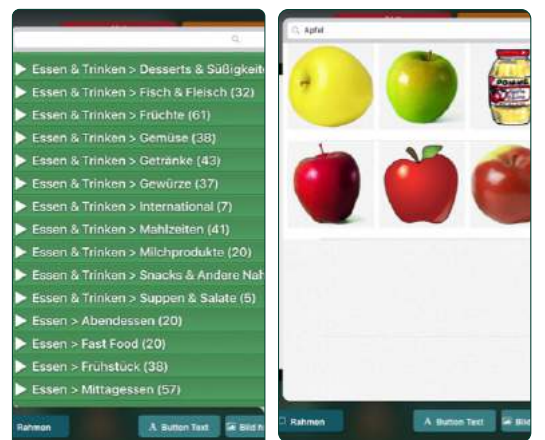 Essen & Trinken > Desserts & Süßigkeit
Essen & Trinken > Fisch & Fleisch (32)
Essen & Trinken > Früchte (61)
Essen & Trinken > Gemüse (38)
Essen & Trinken > Getränke (43)
Essen & Trinken > Gewürze (37)
Essen & Trinken > International (7)
Essen & Trinken > Mahlzeiten (41)
Essen & Trinken > Milchprodukte (20)
Essen & Trinken > Snacks & Andere Nah
Essen & Trinken > Suppen & Salate (5)
Essen > Abendessen (20)
Essen > Fast Food (20)
Essen > Frühstück (38)
Essen > Mittagessen (57)
Rahmen
A Button Text
Bild h
Apfel
POMME
Rahmen
A Button Text
Bild